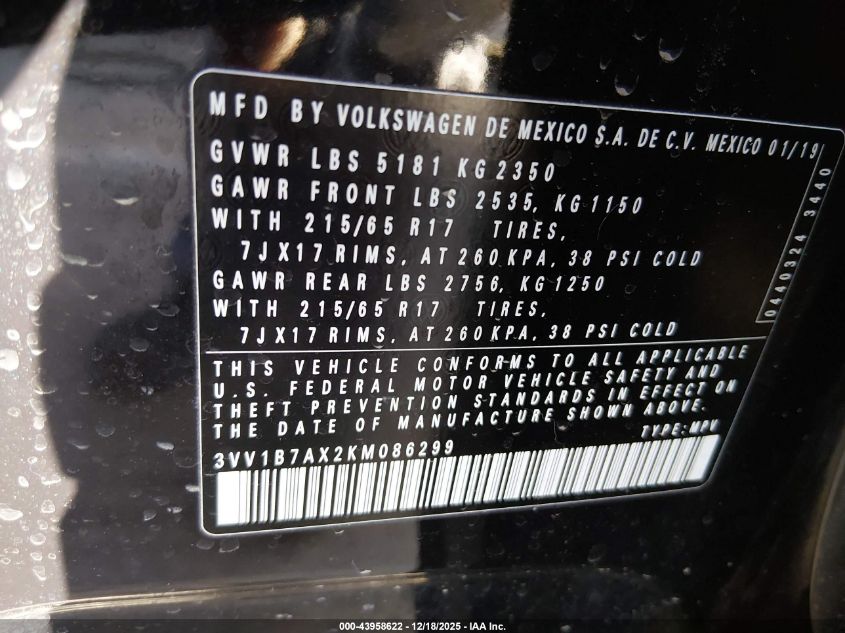 MFD BY VOLKSWAGEN DE MEXICO S.A. DE C.V. MEXICO 01/19
GVWR LBS 5181 KG 2350
GAWR FRONT LBS 2535, KG 1150
WITH 215/65 R17 TIRES,
7JX17 RIMS, AT 260 KPA, 38 PSI COLD
GAWR REAR LBS 2756, KG 1250
WITH 215/65 R17 TIRES,
7JX17 RIMS, AT 260 KPA, 38 PSI COLD
0440324 3440
THIS VEHICLE CONFORMS TO ALL APPLICABLE
U.S. FEDERAL MOTOR VEHICLE SAFETY AND
THEFT PREVENTION STANDARDS IN EFFECT ON
THE DATE OF MANUFACTURE SHOWN ABOVE.
TYPE: MPV
3VV1B7AX2KM086299
000-43958622 - 12/18/2025 - IAA Inc.